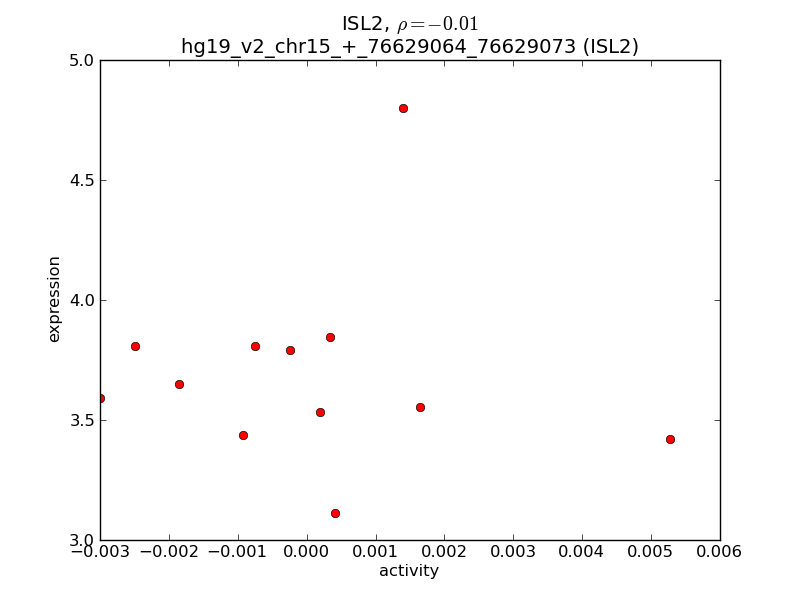 ISL2, ρ=−0.01
hg19_v2_chr15_+_76629064_76629073 (ISL2)
5.0
4.5
4.0
3.5
3.0
expression
−0.003 −0.002 −0.001 0.000 0.001 0.002 0.003 0.004 0.005 0.006
activity